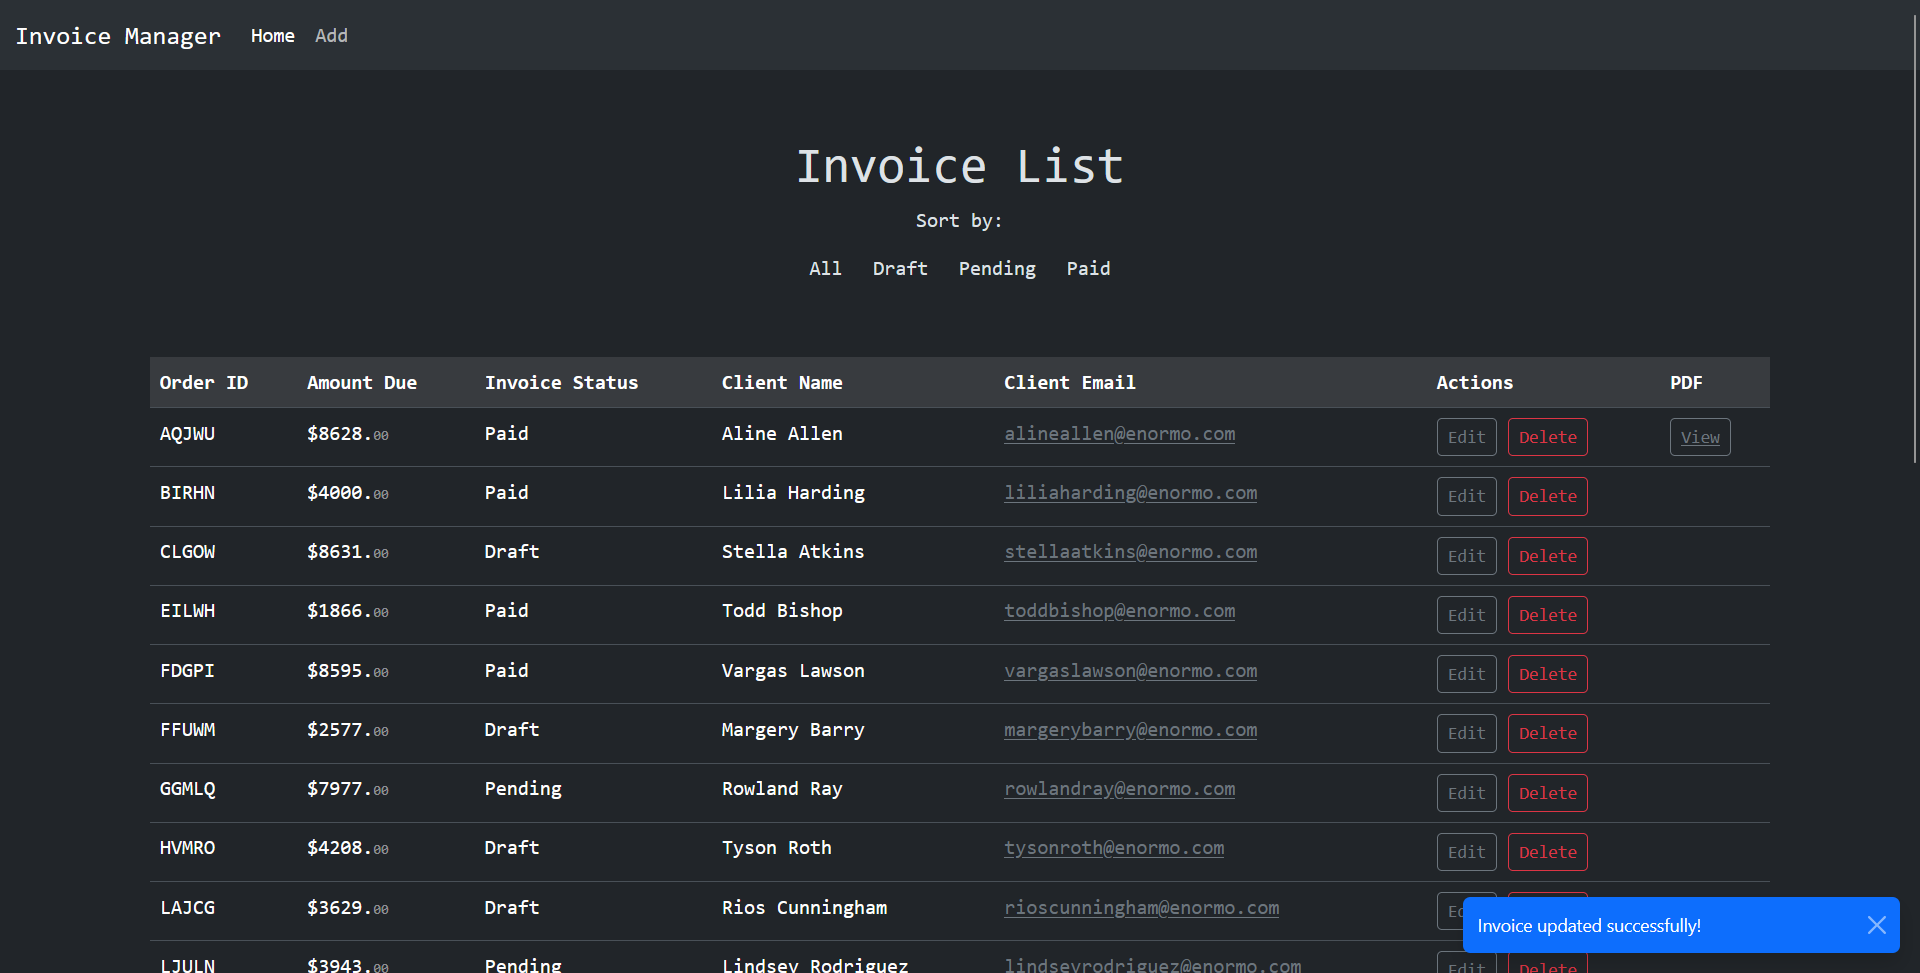 Invoice Manager Home Add
Invoice List
Sort by:
All Draft Pending Paid
Order ID Amount Due Invoice Status Client Name Client Email Actions PDF
AQJWU $8628.00 Paid Aline Allen alineallen@enormo.com Edit Delete View
BIRHN $4000.00 Paid Lilia Harding liliaharding@enormo.com Edit Delete
CLGOW $8631.00 Draft Stella Atkins stellaatkins@enormo.com Edit Delete
EILWH $1866.00 Paid Todd Bishop toddbishop@enormo.com Edit Delete
FDGPI $8595.00 Paid Vargas Lawson vargaslawson@enormo.com Edit Delete
FFUWM $2577.00 Draft Margery Barry margerybarry@enormo.com Edit Delete
GGMLQ $7977.00 Pending Rowland Ray rowlandray@enormo.com Edit Delete
HVMRO $4208.00 Draft Tyson Roth tysonroth@enormo.com Edit Delete
LAJCG $3629.00 Draft Rios Cunningham rioscunningham@enormo.com
Invoice updated successfully!
LJULN $3943.00 Pending Lindsey Rodriguez lindseyrodriguez@enormo.com Edit Delete